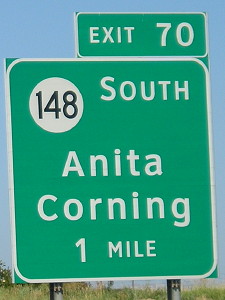 EXIT 70
148 SOUTH
Anita
Corning
1 MILE